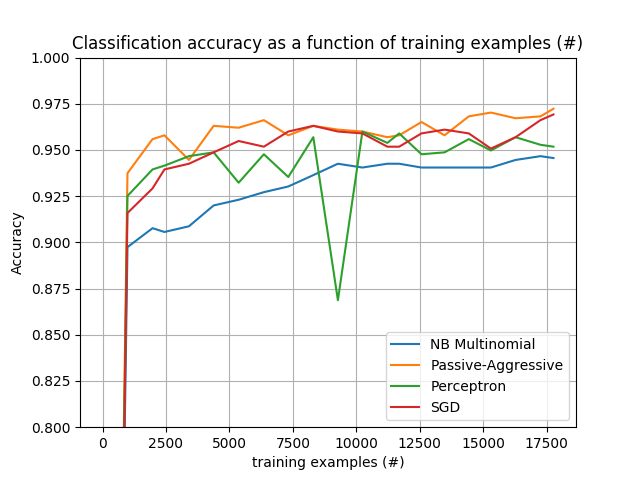 Classification accuracy as a function of training examples (#)
1.000
0.975
0.950
0.925
0.900
0.875
0.850
0.825
0.800
Accuracy
NB Multinomial
Passive-Aggressive
Perceptron
SGD
0 2500 5000 7500 10000 12500 15000 17500
training examples (#)